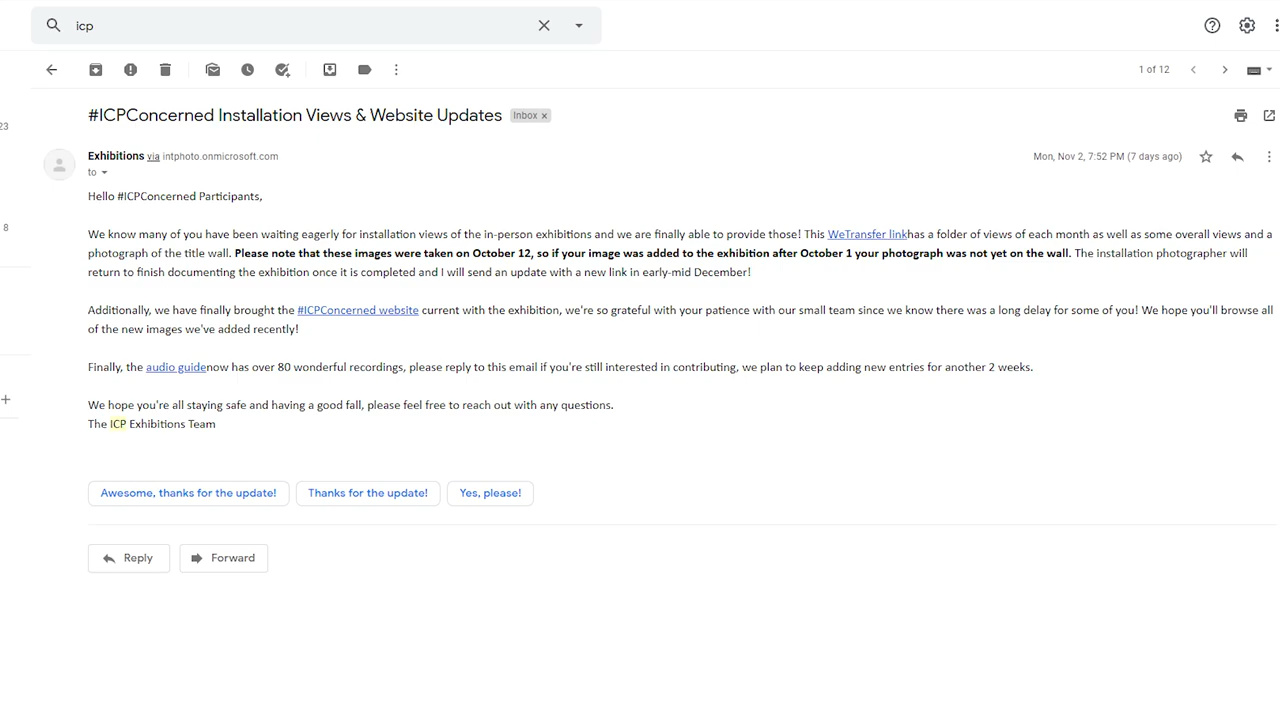 icp
1 of 12
#ICPConcerned Installation Views & Website Updates Inbox x
23
Exhibitions via intphoto.onmicrosoft.com Mon, Nov 2, 7:52 PM (7 days ago)
to
Hello #ICPConcerned Participants,
8
We know many of you have been waiting eagerly for installation views of the in-person exhibitions and we are finally able to provide those! This WeTransfer linkhas a folder of views of each month as well as some overall views and a
photograph of the title wall. Please note that these images were taken on October 12, so if your image was added to the exhibition after October 1 your photograph was not yet on the wall. The installation photographer will
return to finish documenting the exhibition once it is completed and I will send an update with a new link in early-mid December!
Additionally, we have finally brought the #ICPConcerned website current with the exhibition, we're so grateful with your patience with our small team since we know there was a long delay for some of you! We hope you'll browse all
of the new images we've added recently!
Finally, the audio guidenow has over 80 wonderful recordings, please reply to this email if you're still interested in contributing, we plan to keep adding new entries for another 2 weeks.
We hope you're all staying safe and having a good fall, please feel free to reach out with any questions.
The ICP Exhibitions Team
Awesome, thanks for the update! Thanks for the update! Yes, please!
Reply Forward